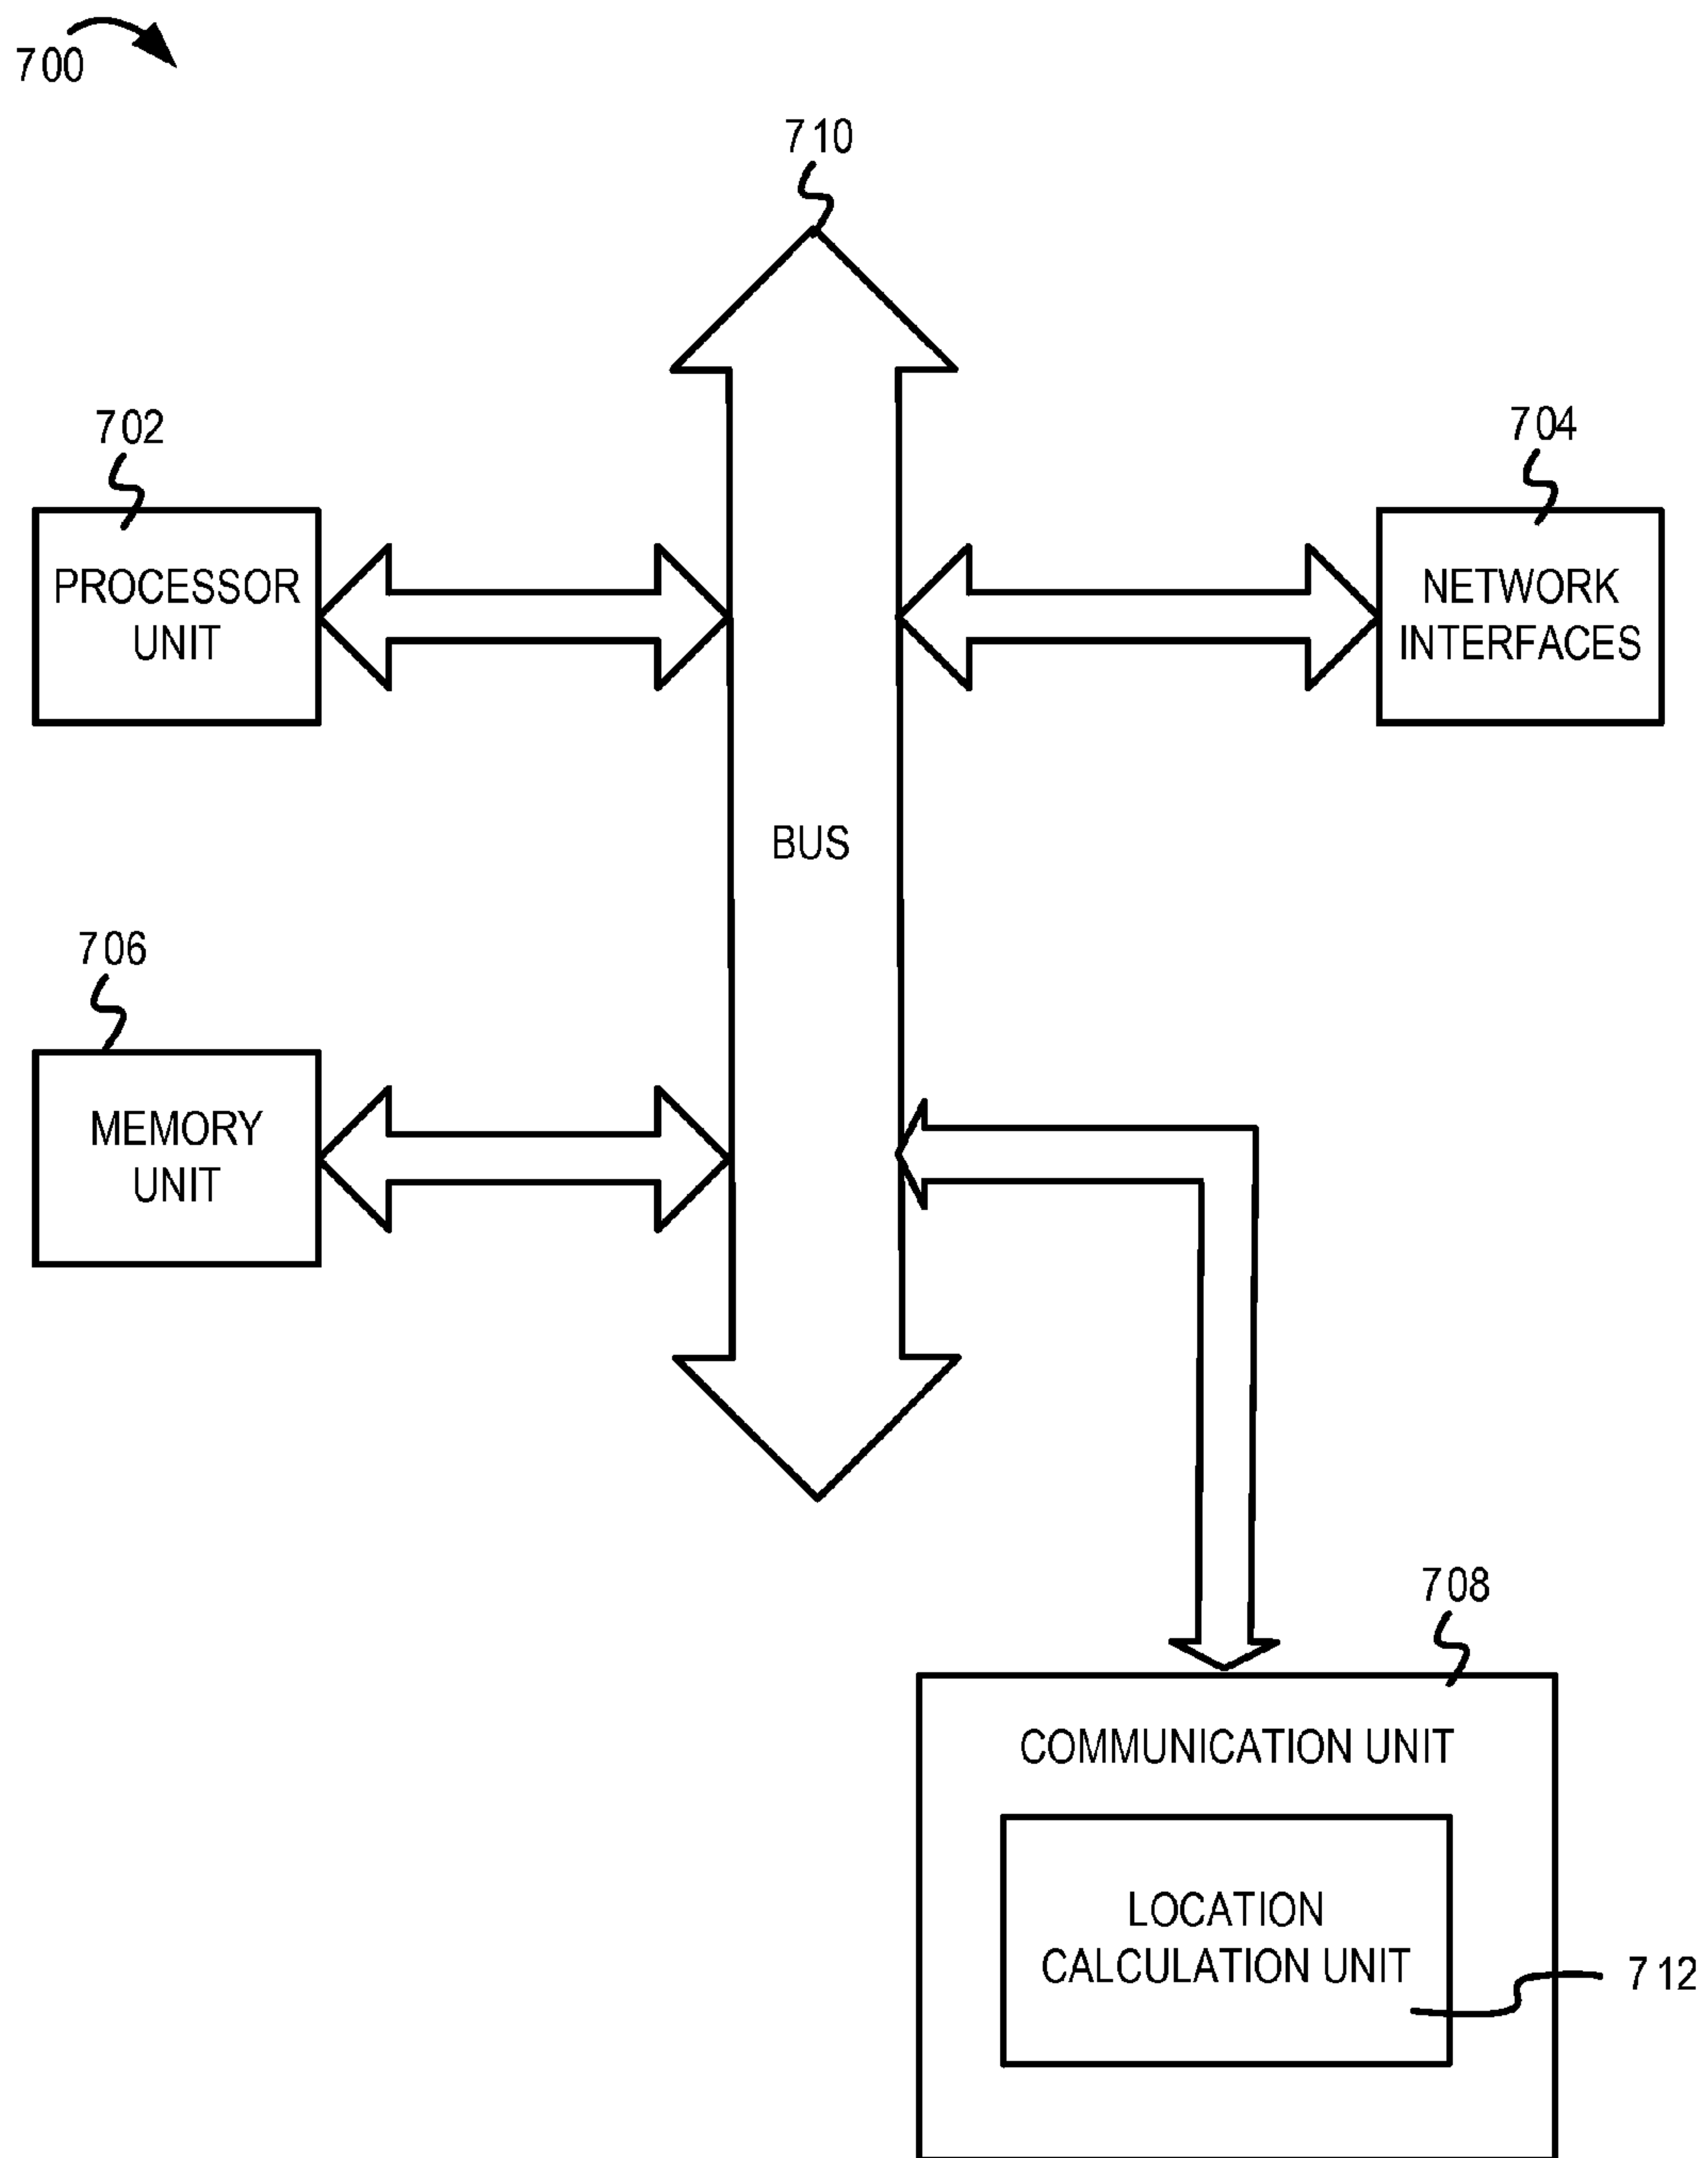 700
710
702
704
PROCESSOR
UNIT
NETWORK
INTERFACES
BUS
706
MEMORY
UNIT
708
COMMUNICATION UNIT
LOCATION
CALCULATION UNIT
712